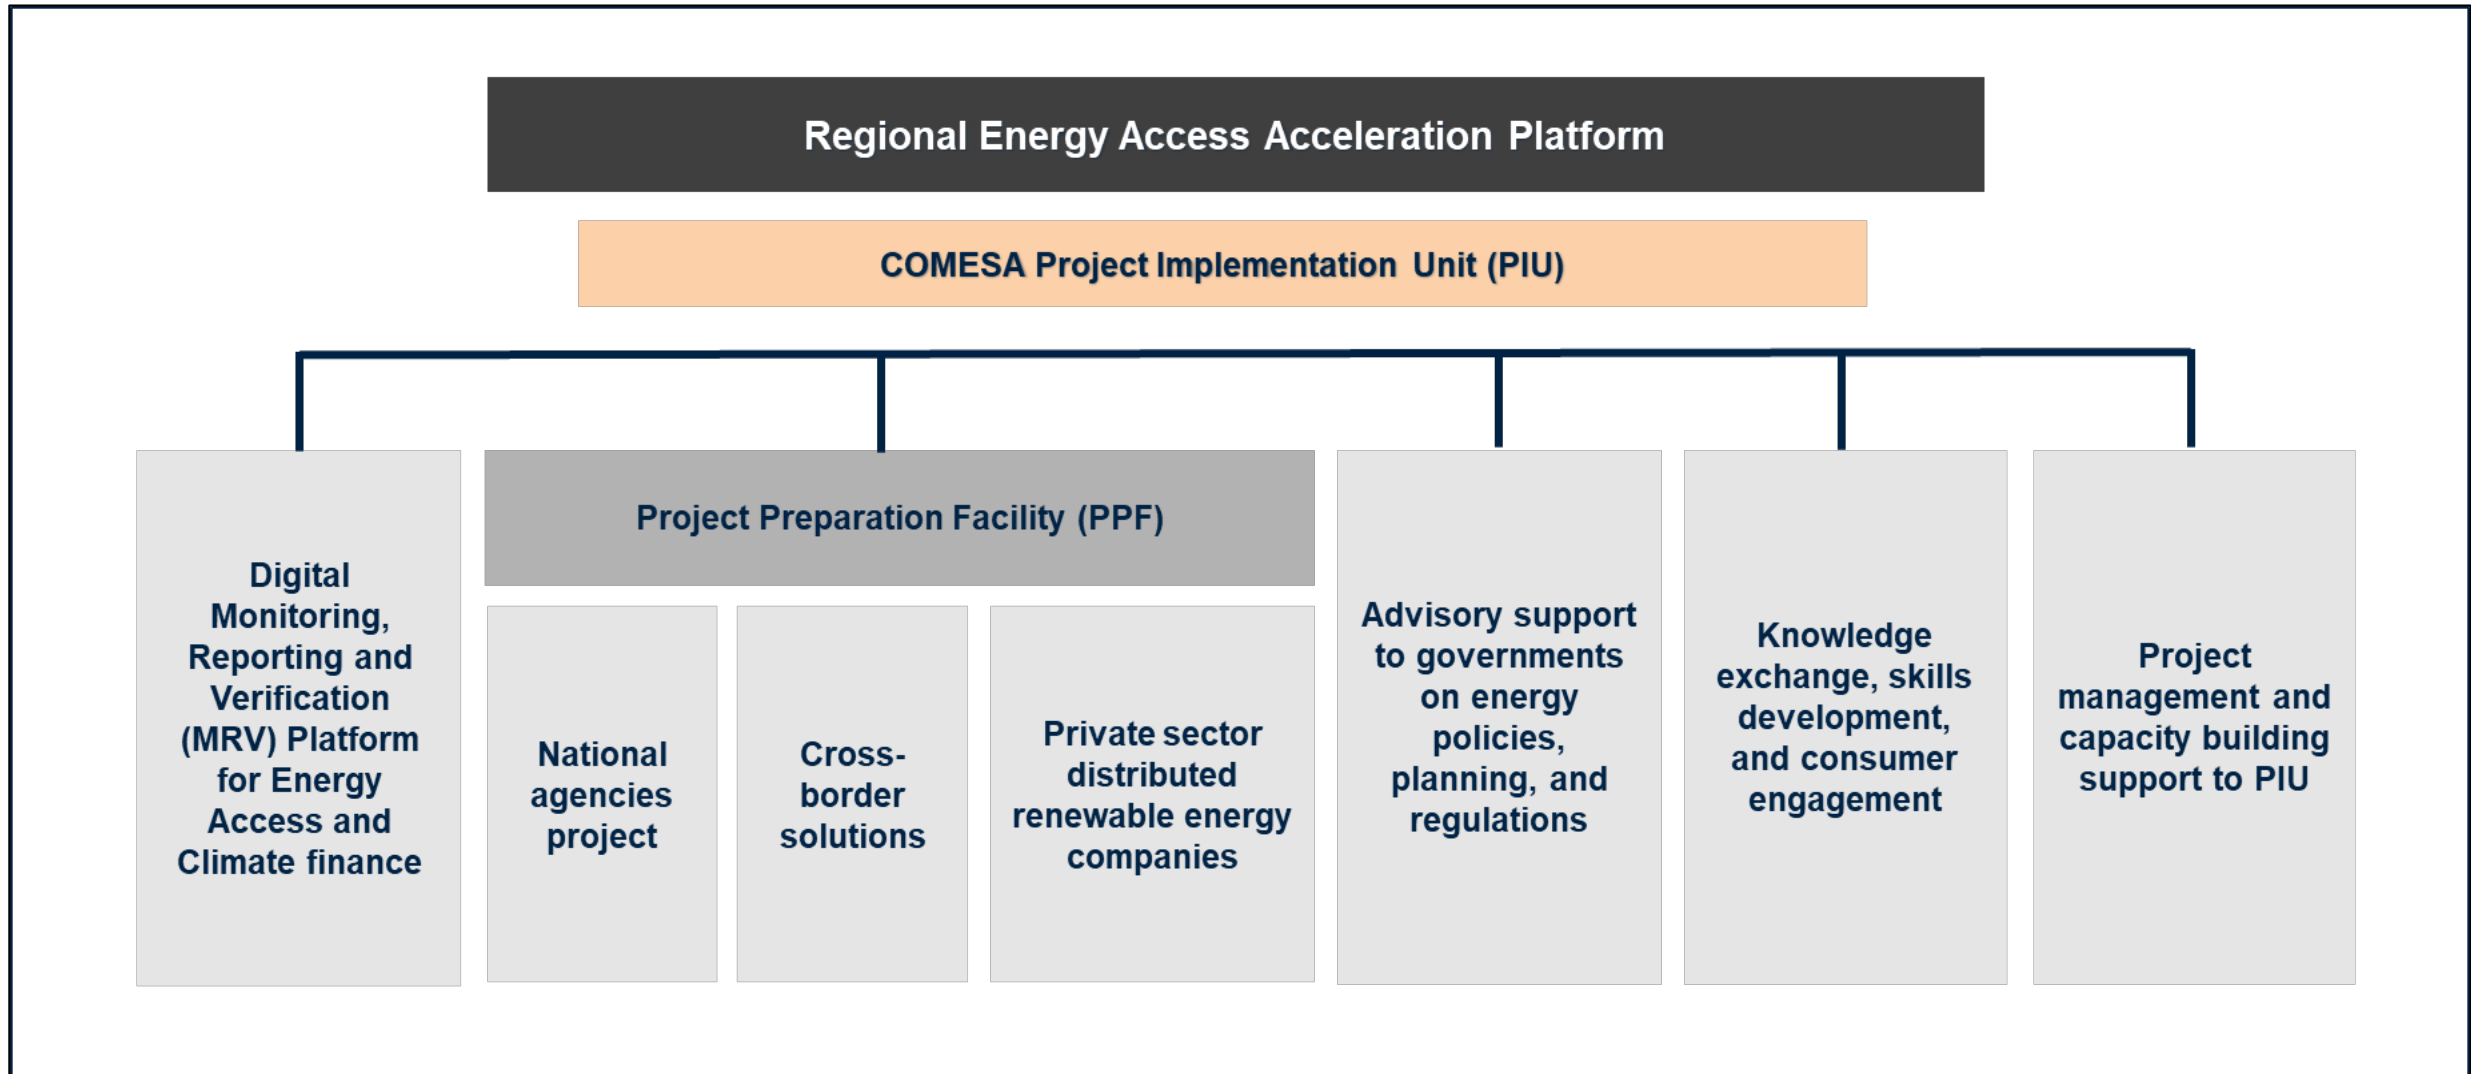 Regional Energy Access Acceleration Platform
COMESA Project Implementation Unit (PIU)
Digital
Monitoring,
Reporting and
Verification
(MRV) Platform
for Energy
Access and
Climate finance
Project Preparation Facility (PPF)
National
agencies
project
Cross-
border
solutions
Private sector
distributed
renewable energy
companies
Advisory support
to governments
on energy
policies,
planning, and
regulations
Knowledge
exchange, skills
development,
and consumer
engagement
Project
management and
capacity building
support to PIU